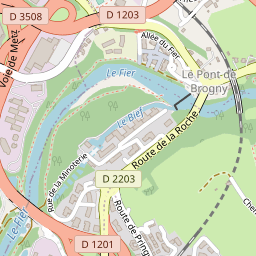 D 1203
D 3508
Voie de Metz
Allée du Fier
Le Fier
Le Pont de
Brogny
Le Bief
Route de la Roche
Rue de la Minoterie
D 2203
Le Fier
Route de Pring
D 1201